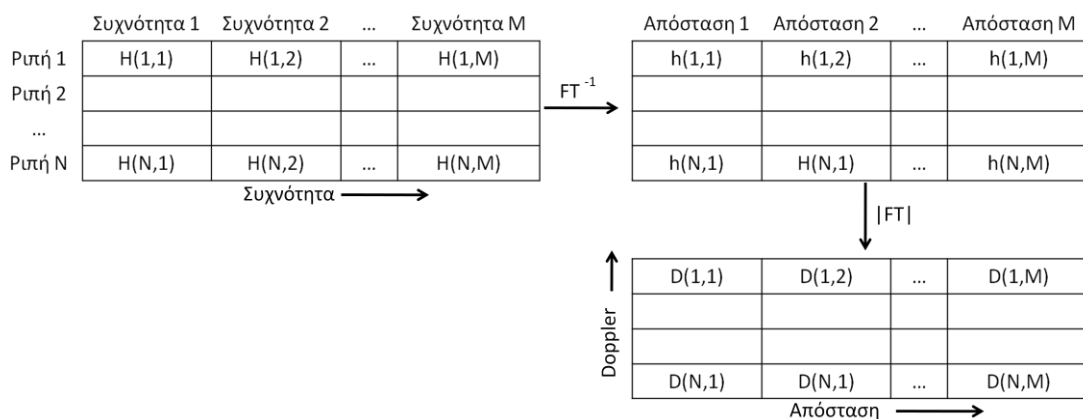 Συχνότητα 1 Συχνότητα 2 ... Συχνότητα Μ
Ριπή 1 H(1,1) H(1,2) ... H(1,M)
Ριπή 2
...
Ριπή Ν H(N,1) H(N,2) ... H(N,M)
Συχνότητα
FT -1
Απόσταση 1 Απόσταση 2 ... Απόσταση Μ
h(1,1) h(1,2) ... h(1,M)
h(N,1) H(N,1) ... h(N,M)
|FT|
Doppler
D(1,1) D(1,2) ... D(1,M)
D(N,1) D(N,1) ... D(N,M)
Απόσταση